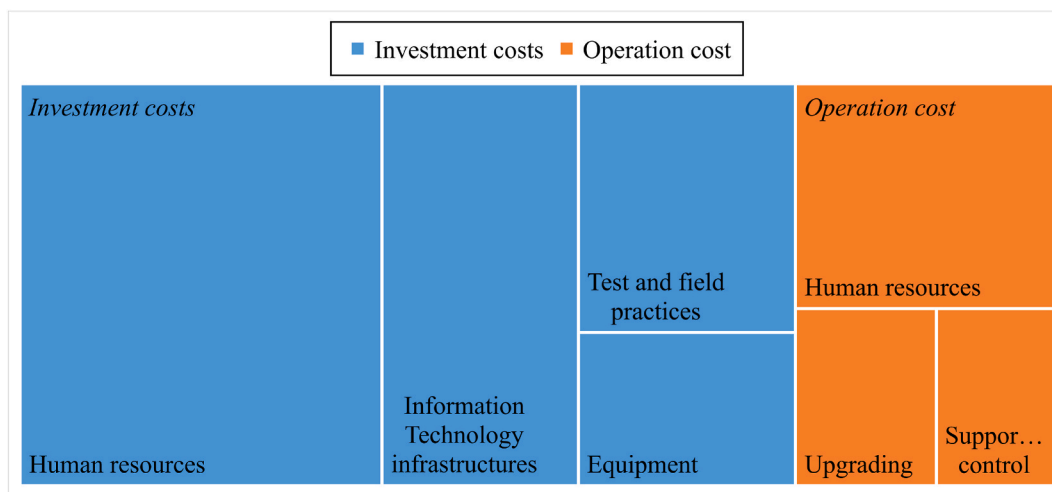 Investment costs Operation cost
Investment costs
Human resources
Information
Technology
infrastructures
Test and field
practices
Equipment
Operation cost
Human resources
Upgrading
Suppor…
control